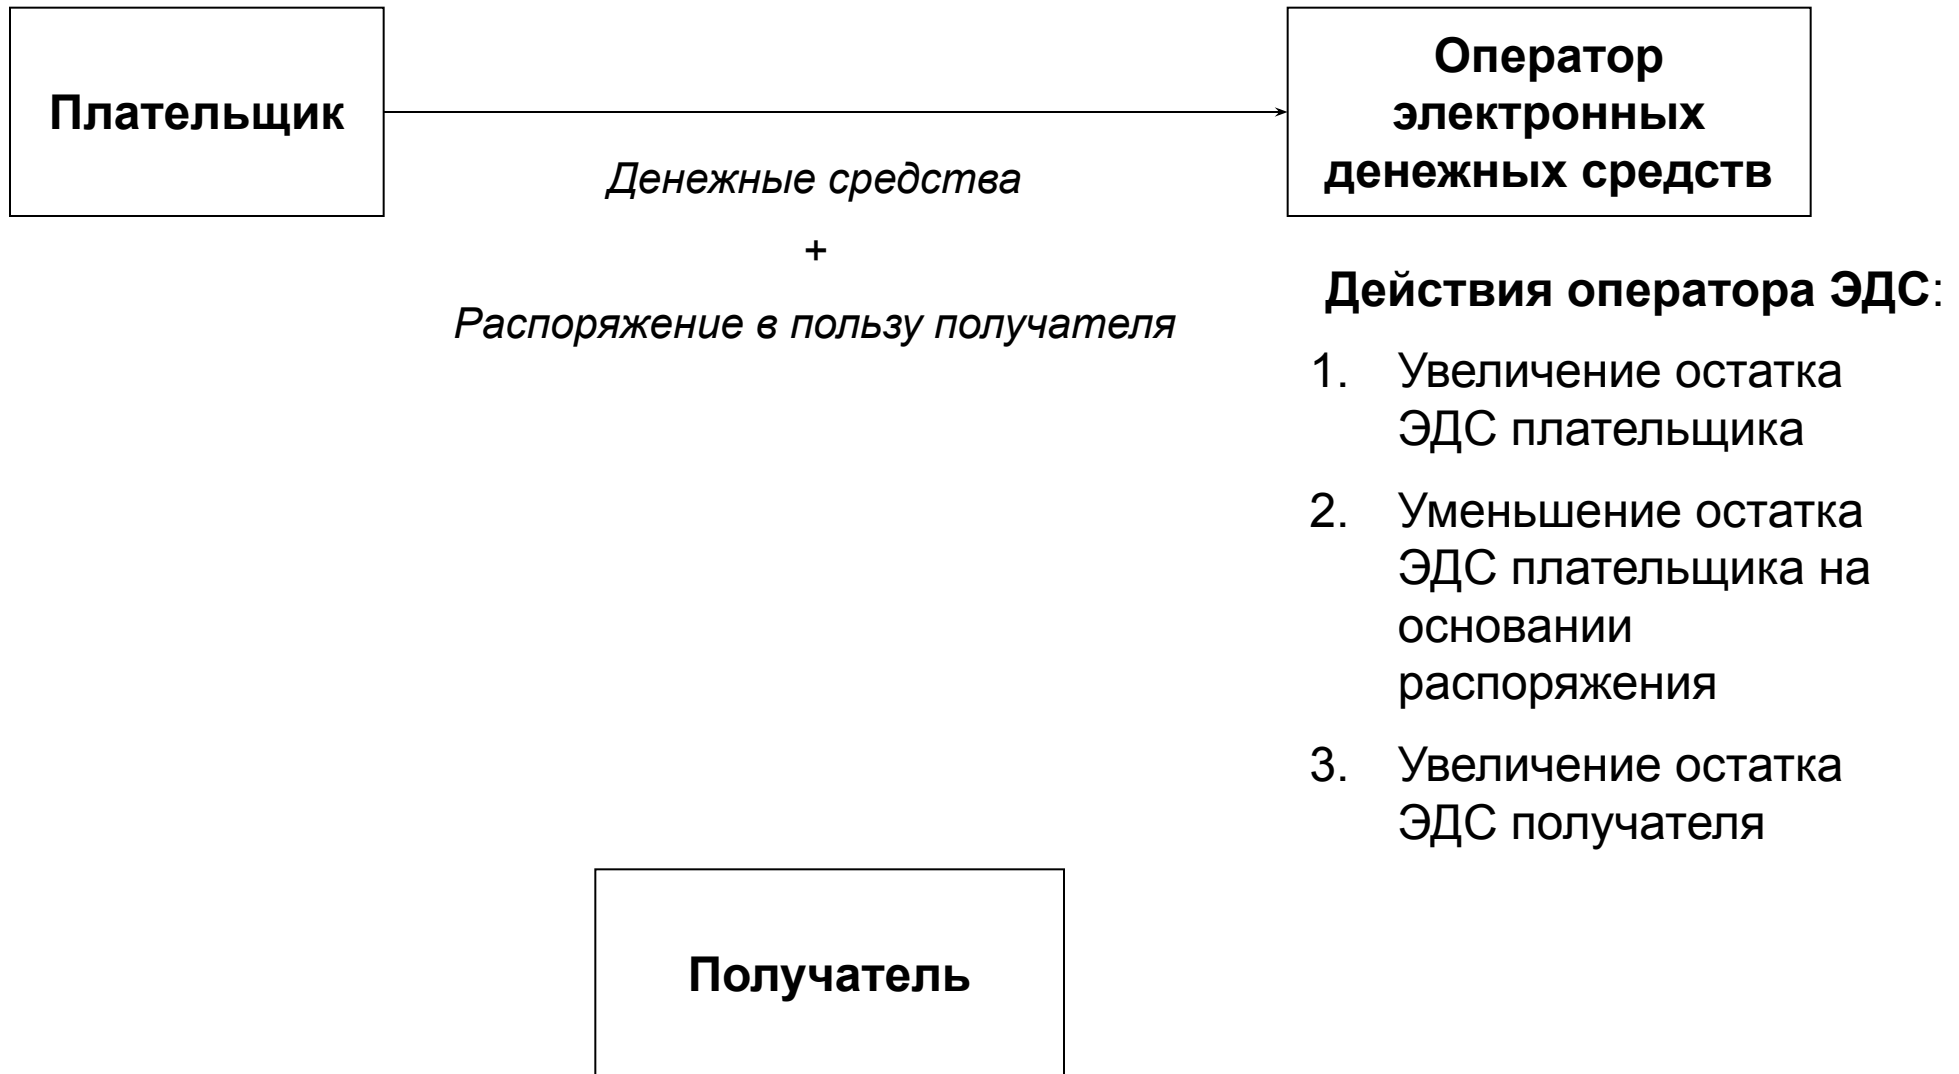 Плательщик
Оператор
электронных
денежных средств
Денежные средства
+
Распоряжение в пользу получателя
Действия оператора ЭДС:
1. Увеличение остатка
ЭДС плательщика
2. Уменьшение остатка
ЭДС плательщика на
основании
распоряжения
3. Увеличение остатка
ЭДС получателя
Получатель